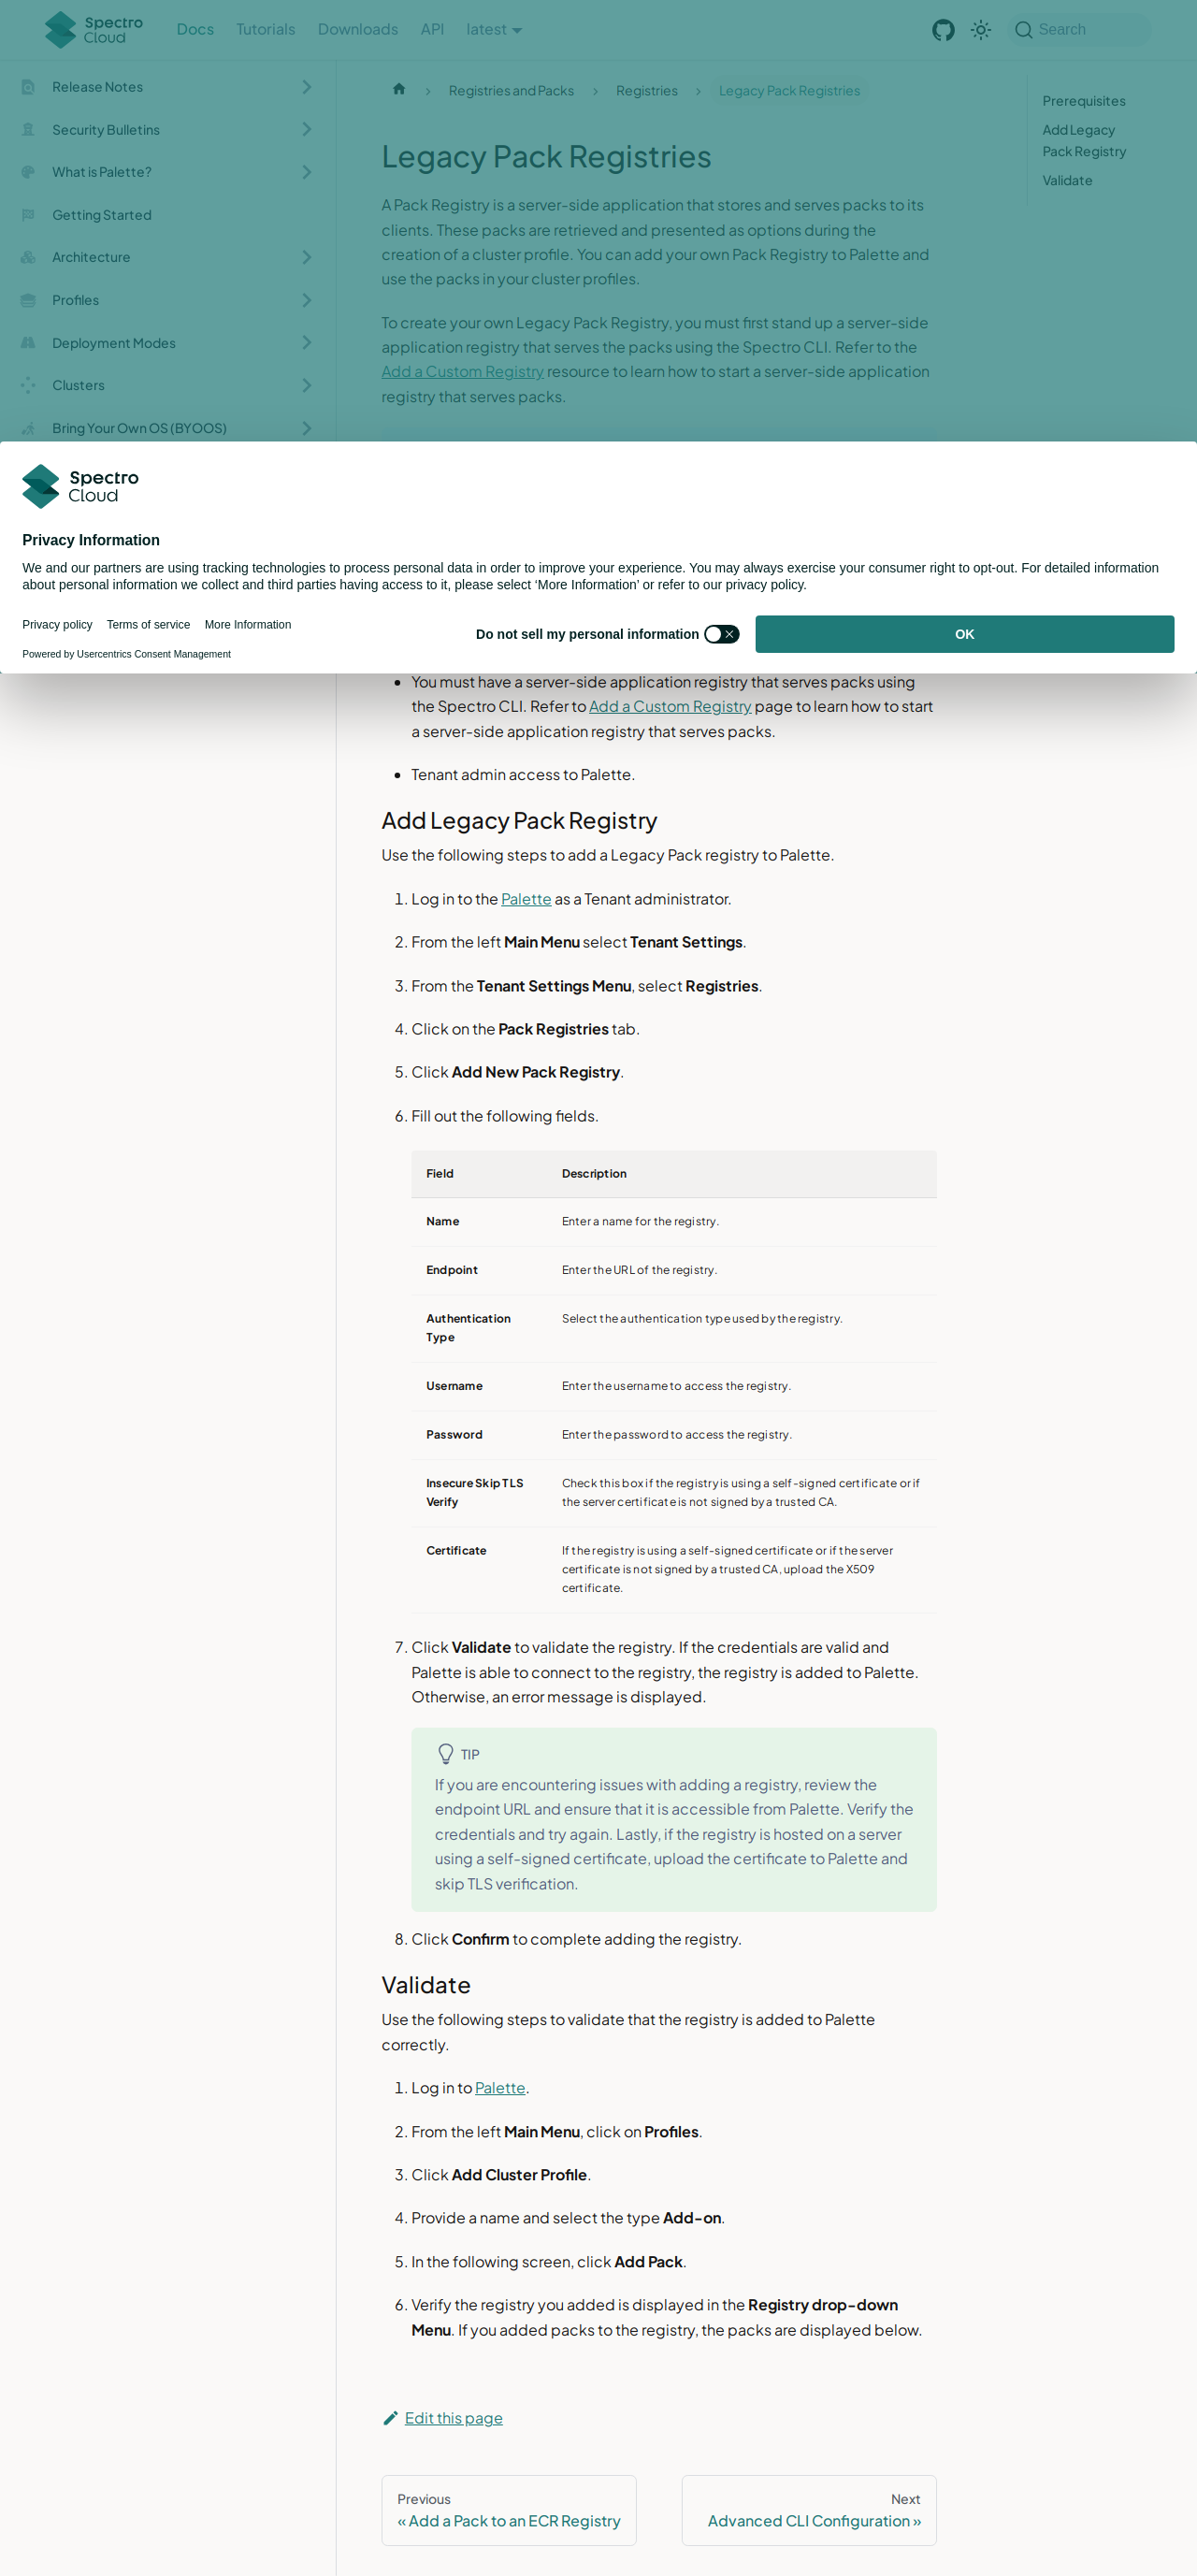 Spectro Cloud
Docs
Tutorials
Downloads
API
latest
Search
Release Notes
Security Bulletins
What is Palette?
Getting Started
Architecture
Profiles
Deployment Modes
Clusters
Bring Your Own OS (BYOOS)
Registries and Packs
Registries
Legacy Pack Registries
Prerequisites
Add Legacy
Pack Registry
Validate
Legacy Pack Registries
A Pack Registry is a server-side application that stores and serves packs to its
clients. These packs are retrieved and presented as options during the
creation of a cluster profile. You can add your own Pack Registry to Palette and
use the packs in your cluster profiles.
To create your own Legacy Pack Registry, you must first stand up a server-side
application registry that serves the packs using the Spectro CLI. Refer to the
Add a Custom Registry resource to learn how to start a server-side application
registry that serves packs.
Spectro
Cloud
Privacy Information
We and our partners are using tracking technologies to process personal data in order to improve your experience. You may always exercise your consumer right to opt-out. For detailed information
about personal information we collect and third parties having access to it, please select ‘More Information’ or refer to our privacy policy.
Privacy policy
Terms of service
More Information
Powered by Usercentrics Consent Management
Do not sell my personal information
OK
• You must have a server-side application registry that serves packs using
the Spectro CLI. Refer to Add a Custom Registry page to learn how to start
a server-side application registry that serves packs.
• Tenant admin access to Palette.
Add Legacy Pack Registry
Use the following steps to add a Legacy Pack registry to Palette.
1. Log in to the Palette as a Tenant administrator.
2. From the left Main Menu select Tenant Settings.
3. From the Tenant Settings Menu, select Registries.
4. Click on the Pack Registries tab.
5. Click Add New Pack Registry.
6. Fill out the following fields.
Field Description
Name Enter a name for the registry.
Endpoint Enter the URL of the registry.
Authentication Select the authentication type used by the registry.
Type
Username Enter the username to access the registry.
Password Enter the password to access the registry.
Insecure Skip TLS Check this box if the registry is using a self-signed certificate or if
Verify the server certificate is not signed by a trusted CA.
Certificate If the registry is using a self-signed certificate or if the server
certificate is not signed by a trusted CA, upload the X509
certificate.
7. Click Validate to validate the registry. If the credentials are valid and
Palette is able to connect to the registry, the registry is added to Palette.
Otherwise, an error message is displayed.
TIP
If you are encountering issues with adding a registry, review the
endpoint URL and ensure that it is accessible from Palette. Verify the
credentials and try again. Lastly, if the registry is hosted on a server
using a self-signed certificate, upload the certificate to Palette and
skip TLS verification.
8. Click Confirm to complete adding the registry.
Validate
Use the following steps to validate that the registry is added to Palette
correctly.
1. Log in to Palette.
2. From the left Main Menu, click on Profiles.
3. Click Add Cluster Profile.
4. Provide a name and select the type Add-on.
5. In the following screen, click Add Pack.
6. Verify the registry you added is displayed in the Registry drop-down
Menu. If you added packs to the registry, the packs are displayed below.
Edit this page
Previous
« Add a Pack to an ECR Registry
Next
Advanced CLI Configuration »